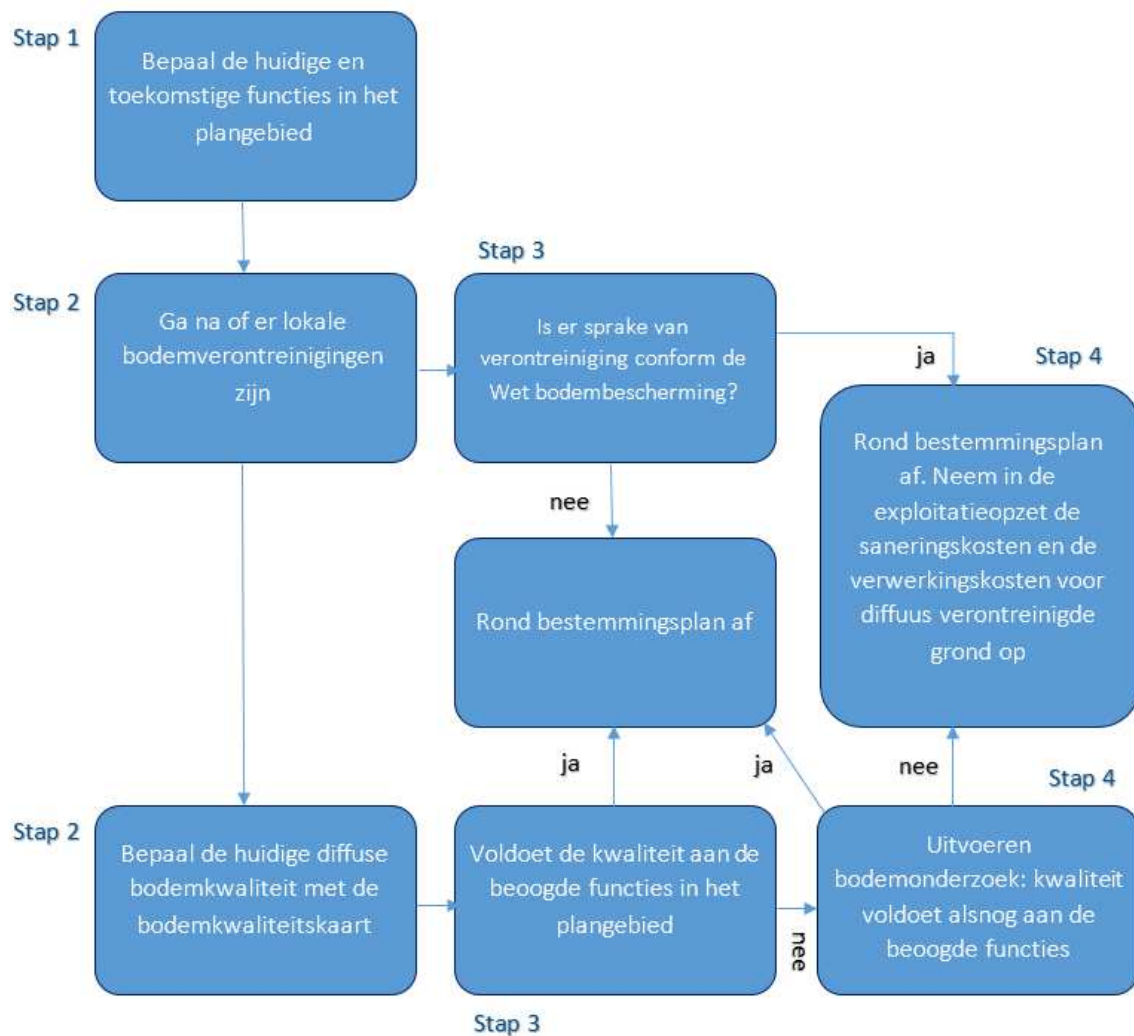 Stap 1
Bepaal de huidige en
toekomstige functies in het
plangebied
Stap 2
Ga na of er lokale
bodemverontreinigingen
zijn
Stap 3
Is er sprake van
verontreiniging conform de
Wet bodembescherming?
ja
Stap 4
Rond bestemmingsplan
af. Neem in de
exploitatieopzet de
saneringskosten en de
verwerkingskosten voor
diffuus verontreinigde
grond op
nee
Rond bestemmingsplan af
ja
ja
nee
Stap 2
Bepaal de huidige diffuse
bodemkwaliteit met de
bodemkwaliteitskaart
Voldoet de kwaliteit aan de
beoogde functies in het
plangebied
Stap 3
nee
Stap 4
Uitvoeren
bodemonderzoek: kwaliteit
voldoet alsnog aan de
beoogde functies